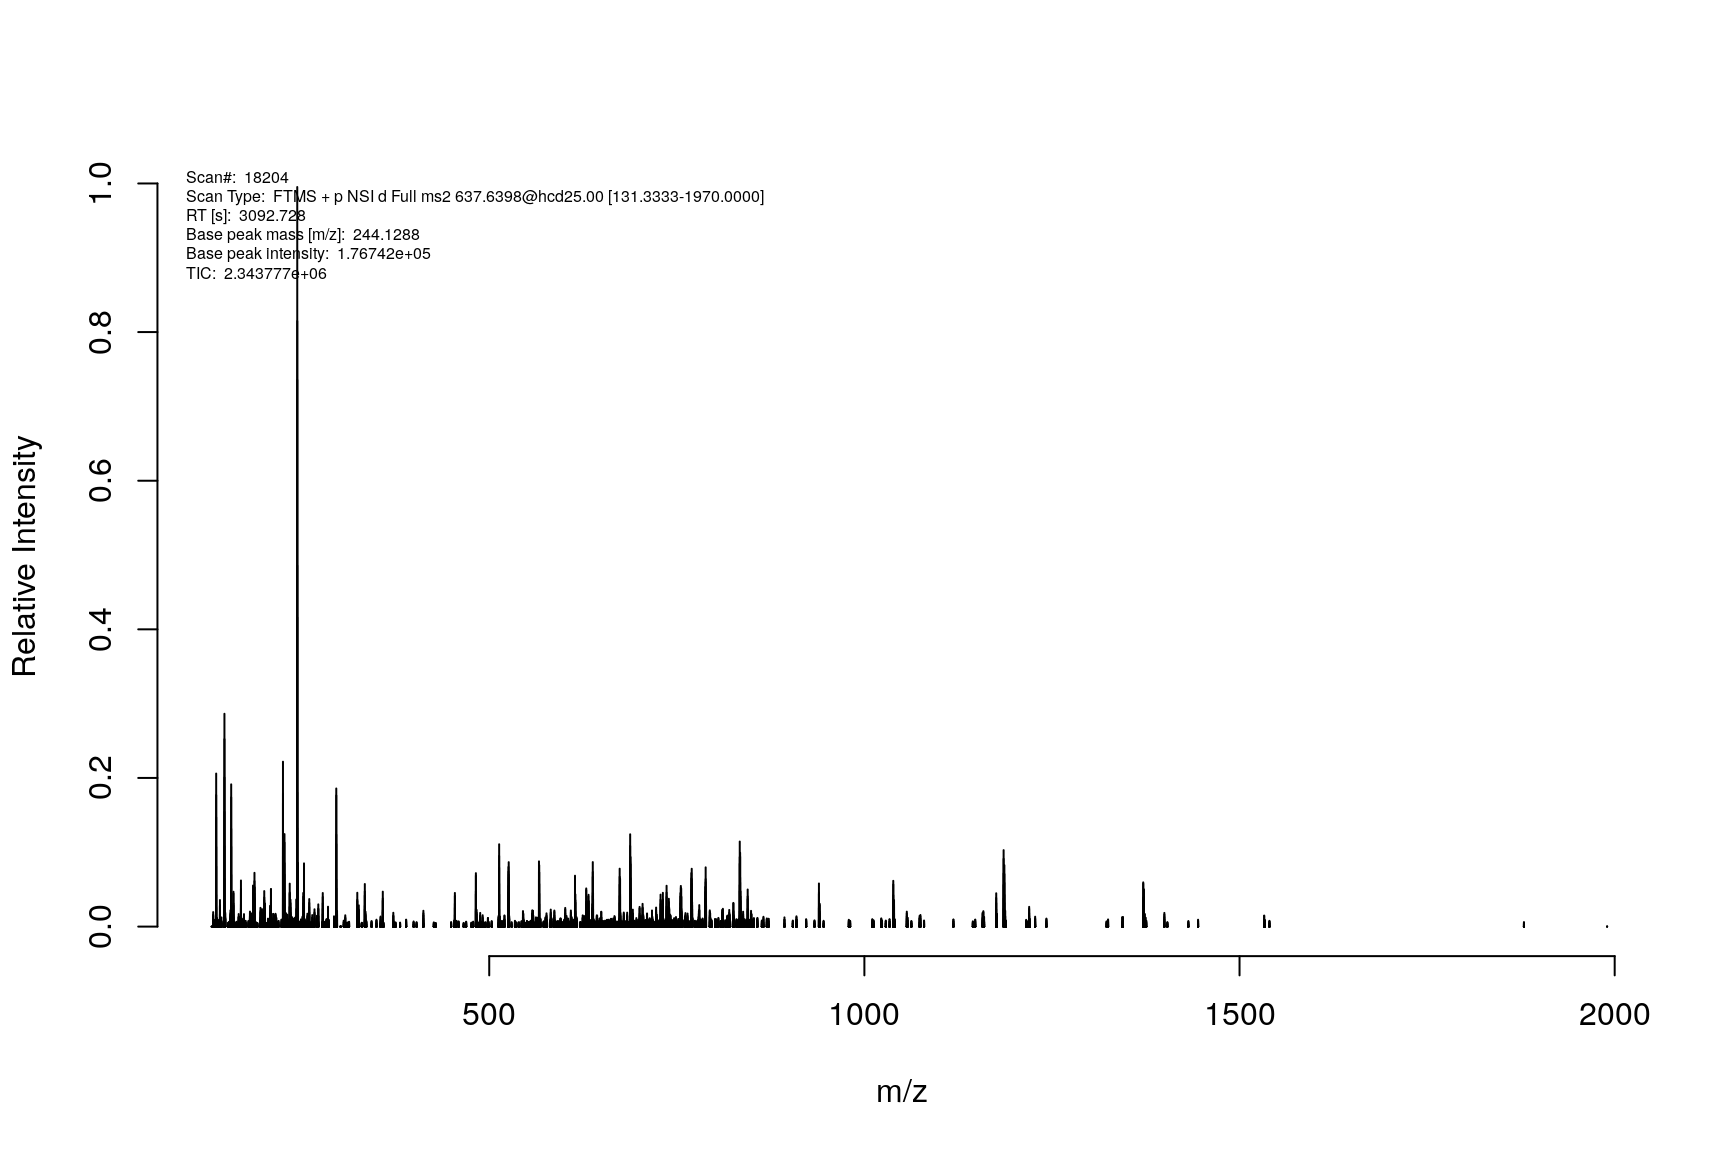 Scan#: 18204
Scan Type: FTMS + p NSI d Full ms2 637.6398@hcd25.00 [131.3333-1970.0000]
RT [s]: 3092.728
Base peak mass [m/z]: 244.1288
Base peak intensity: 1.76742e+05
TIC: 2.343777e+06
Relative Intensity
1.0
0.8
0.6
0.4
0.2
0.0
500 1000 1500 2000
m/z